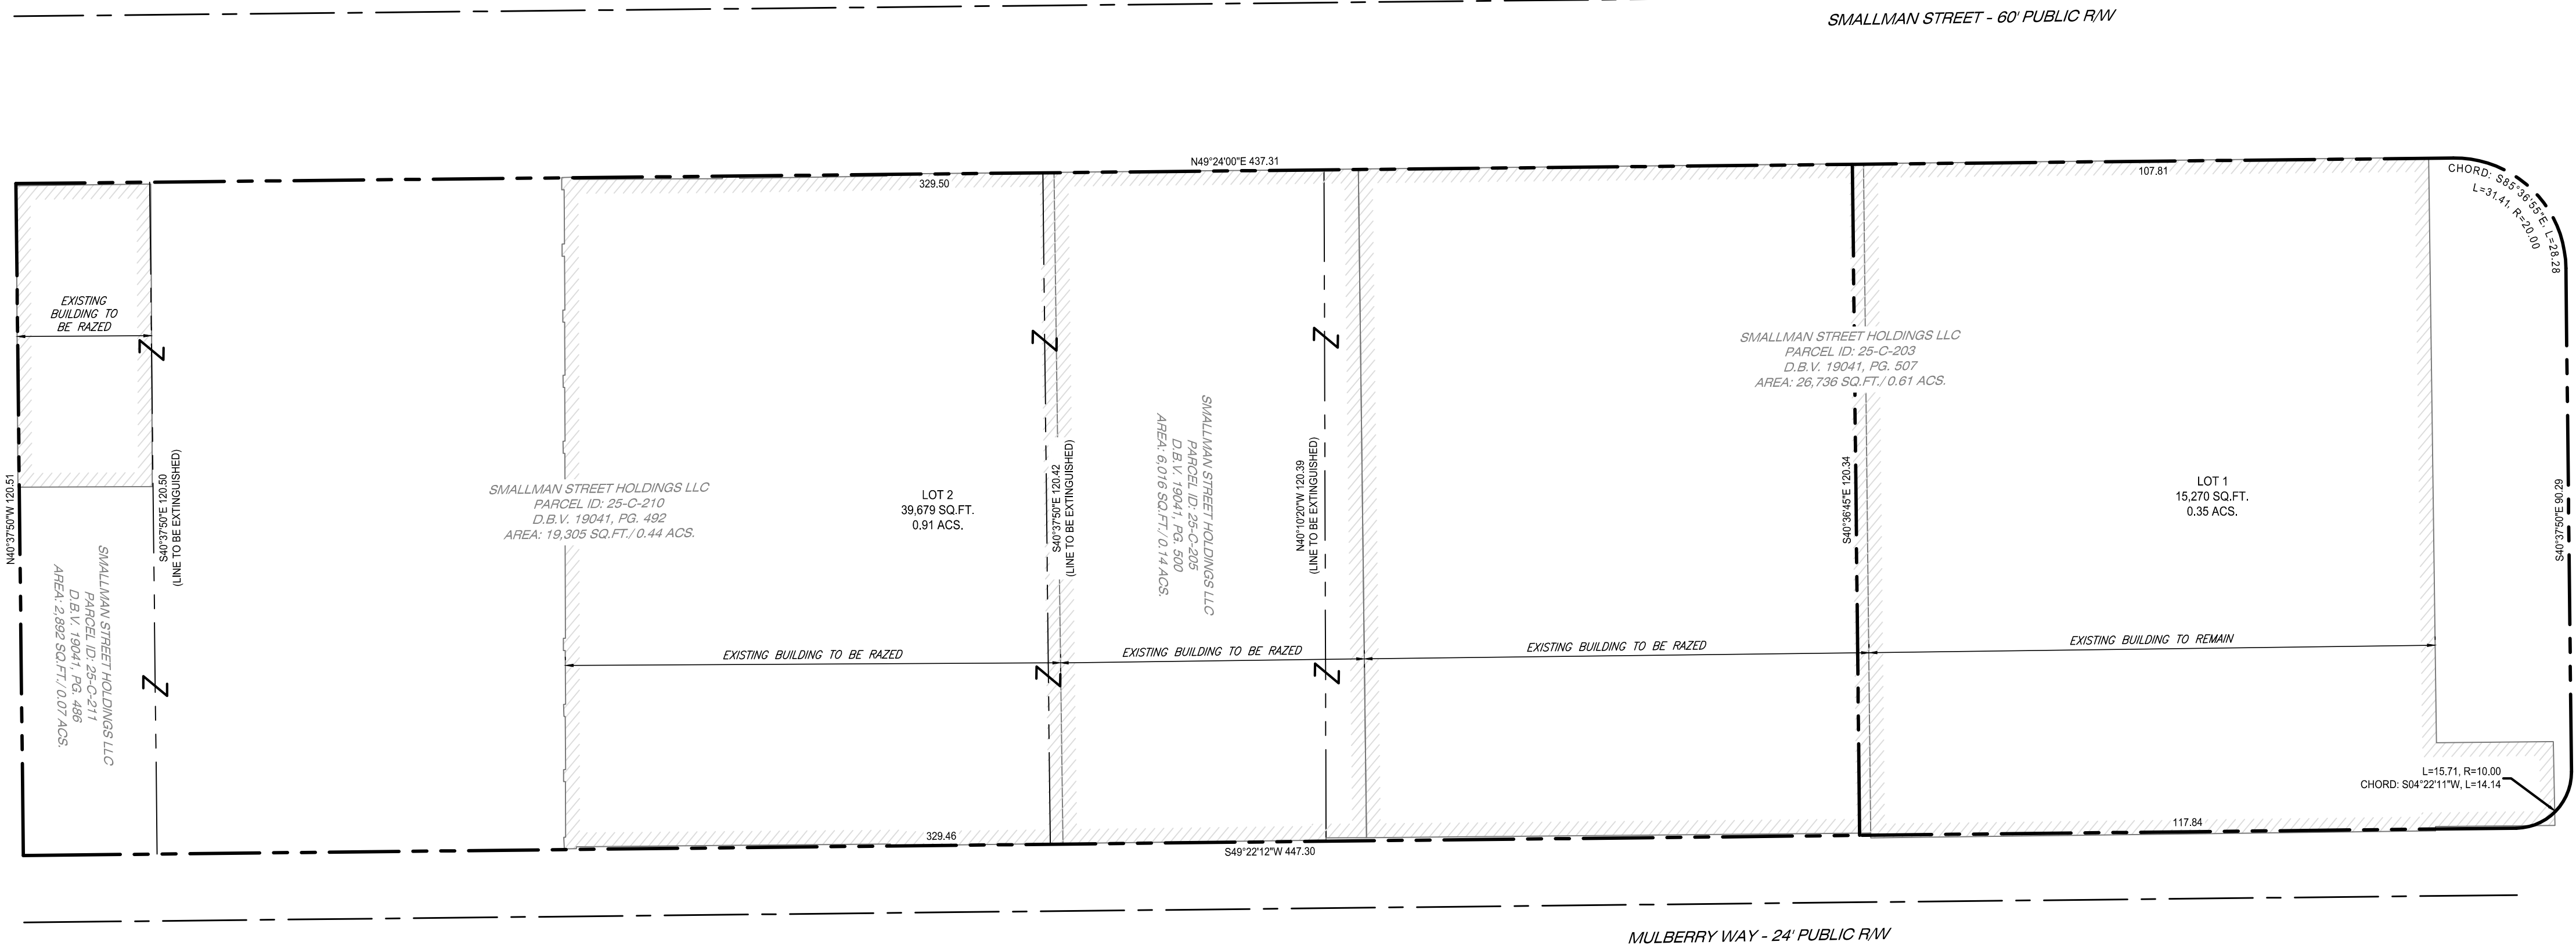 SMALLMAN STREET - 60' PUBLIC R/W
N49°24'00"E 437.31
329.50
107.81
CHORD: S85°36'55"E, L=28.28
L=31.41, R=20.00
EXISTING
BUILDING TO
BE RAZED
N40°37'50"W 120.51
S40°37'50"E 120.50
(LINE TO BE EXTINGUISHED)
SMALLMAN STREET HOLDINGS LLC
PARCEL ID: 25-C-211
D.B.V. 19041, PG. 486
AREA: 2,892 SQ.FT./ 0.07 ACS.
SMALLMAN STREET HOLDINGS LLC
PARCEL ID: 25-C-210
D.B.V. 19041, PG. 492
AREA: 19,305 SQ.FT./ 0.44 ACS.
LOT 2
39,679 SQ.FT.
0.91 ACS.
S40°37'50"E 120.42
(LINE TO BE EXTINGUISHED)
SMALLMAN STREET HOLDINGS LLC
PARCEL ID: 25-C-205
D.B.V. 19041, PG. 500
AREA: 6,016 SQ.FT./ 0.14 ACS.
N40°10'20"W 120.39
(LINE TO BE EXTINGUISHED)
SMALLMAN STREET HOLDINGS LLC
PARCEL ID: 25-C-203
D.B.V. 19041, PG. 507
AREA: 26,736 SQ.FT./ 0.61 ACS.
S40°36'45"E 120.34
LOT 1
15,270 SQ.FT.
0.35 ACS.
S40°37'50"E 90.29
EXISTING BUILDING TO BE RAZED
EXISTING BUILDING TO BE RAZED
EXISTING BUILDING TO BE RAZED
EXISTING BUILDING TO REMAIN
L=15.71, R=10.00
CHORD: S04°22'11"W, L=14.14
329.46
117.84
S49°22'12"W 447.30
MULBERRY WAY - 24' PUBLIC R/W